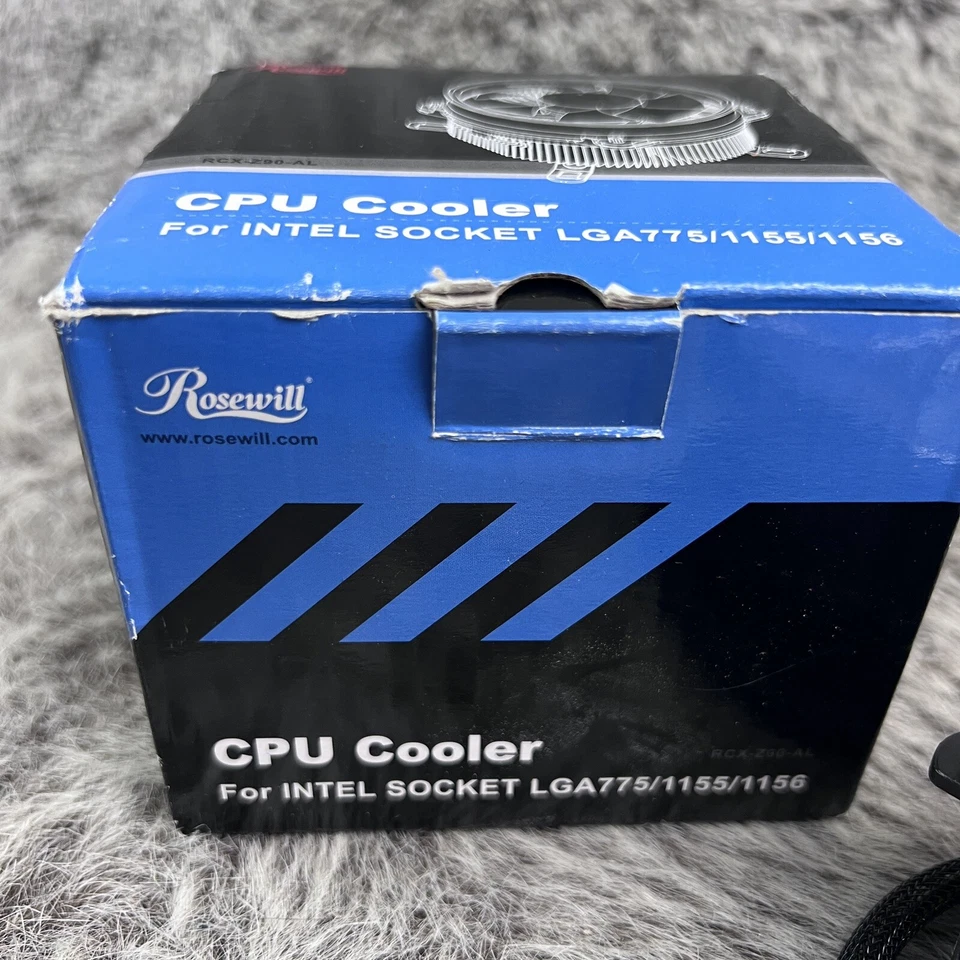 RCX-Z90-AL
CPU Cooler
For INTEL SOCKET LGA775/1155/1156
Rosewill®
www.rosewill.com
CPU Cooler
RCX-Z90-AL
For INTEL SOCKET LGA775/1155/1156